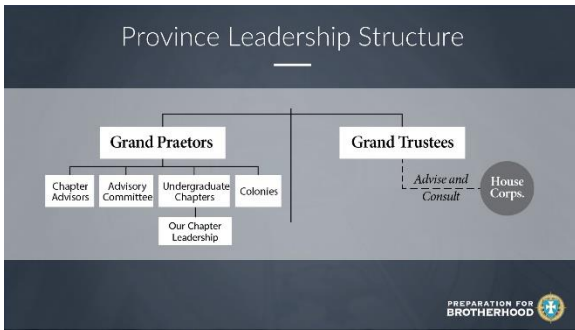 Province Leadership Structure
Grand Praetors
Grand Trustees
Chapter
Advisors
Advisory
Committee
Undergraduate
Chapters
Colonies
Our Chapter
Leadership
Advise and
Consult
House
Corps.
PREPARATION FOR
BROTHERHOOD